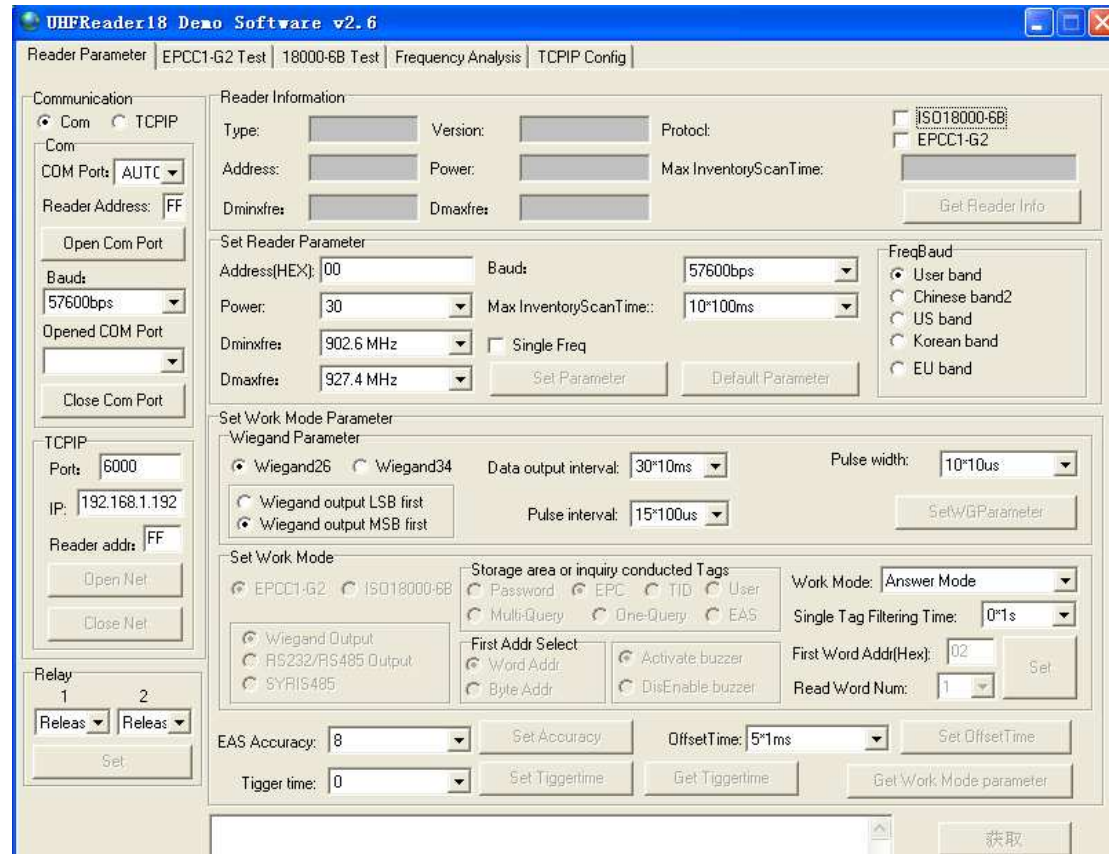 UHFReader18 Demo Software v2.6
Reader Parameter EPCC1-G2 Test 18000-6B Test Frequency Analysis TCPIP Config
Communication
Com TCPIP
Com
COM Port: AUTC
Reader Address: FF
Open Com Port
Baud:
57600bps
Opened COM Port
Close Com Port
TCPIP
Port: 6000
IP: 192.168.1.192
Reader addr: FF
Open Net
Close Net
Relay
1 2
Releas Releas
Set
Reader Information
Type: Version: Protocl: ISO18000-6B
EPCC1-G2
Address: Power: Max InventoryScanTime:
Dminxfre: Dmaxfre: Get Reader Info
Set Reader Parameter
Address(HEX): 00 Baud: 57600bps
Power: 30 Max InventoryScanTime:: 10*100ms
Dminxfre: 902.6 MHz Single Freq
Dmaxfre: 927.4 MHz Set Parameter Default Parameter
FreqBaud
User band
Chinese band2
US band
Korean band
EU band
Set Work Mode Parameter
Wiegand Parameter
Wiegand26 Wiegand34 Data output interval: 30*10ms Pulse width: 10*10us
Wiegand output LSB first
Wiegand output MSB first Pulse interval: 15*100us SetWGParameter
Set Work Mode
EPCC1-G2 ISO18000-6B
Wiegand Output
RS232/RS485 Output
SYRIS485
Storage area or inquiry conducted Tags
Password EPC TID User
Multi-Query One-Query EAS
First Addr Select
Word Addr
Byte Addr
Activate buzzer
DisEnable buzzer
Work Mode: Answer Mode
Single Tag Filtering Time: 0*1s
First Word Addr(Hex): 02
Read Word Num: 1
Set
EAS Accuracy: 8 Set Accuracy OffsetTime: 5*1ms Set OffsetTime
Tigger time: 0 Set Tiggertime Get Tiggertime Get Work Mode parameter
获取